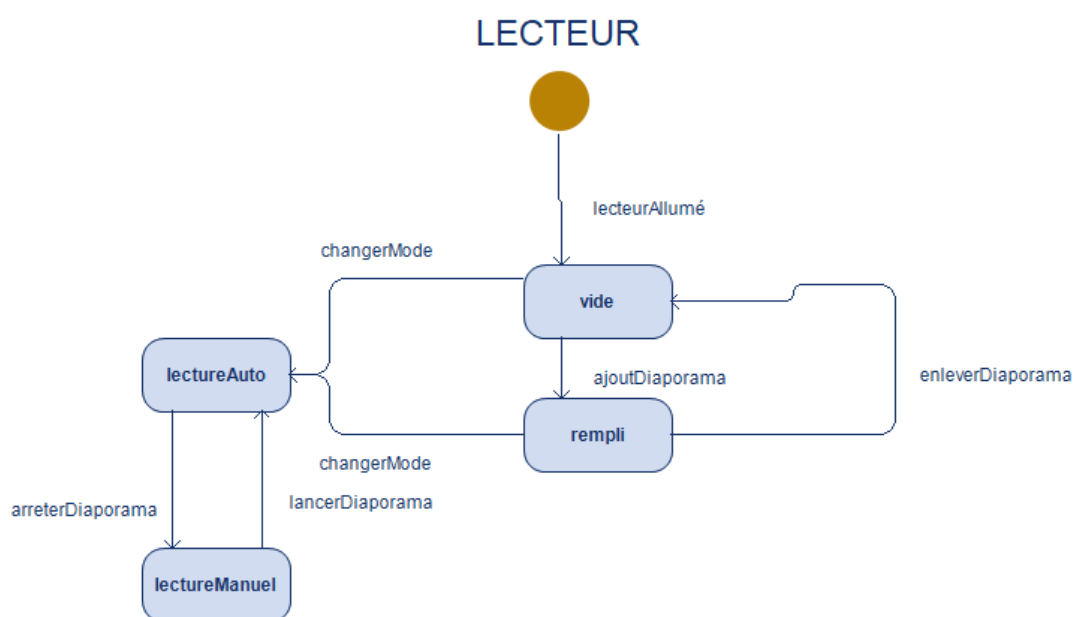 LECTEUR
lecteurAllumé
changerMode
vide
lectureAuto
ajoutDiaporama
enleverDiaporama
rempli
changerMode
arreterDiaporama
lancerDiaporama
lectureManuel